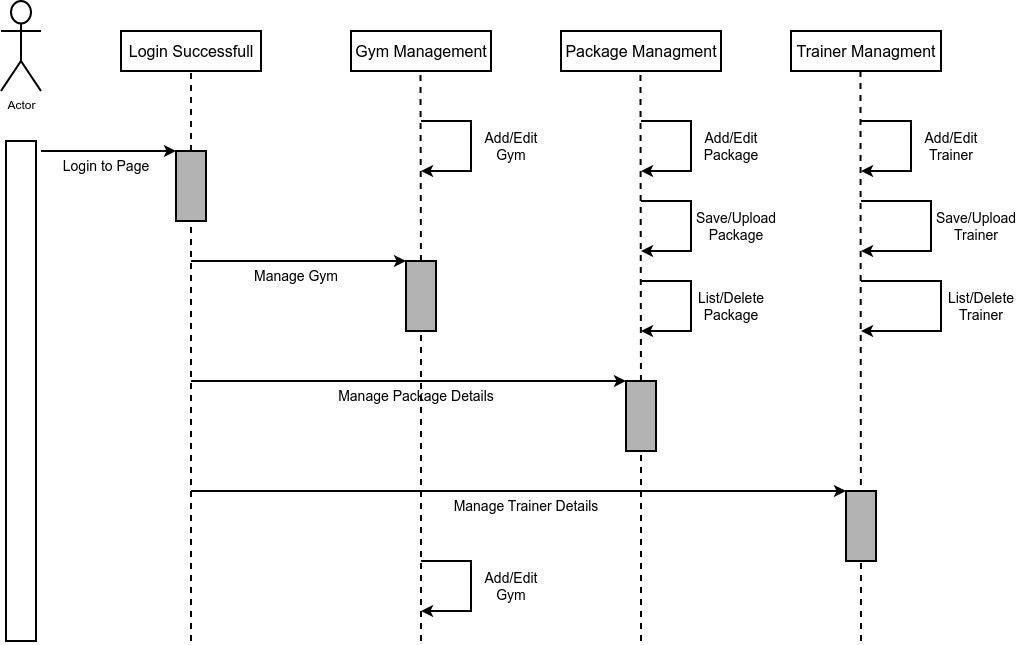 Login Successfull
Gym Management
Package Managment
Trainer Managment
Actor
Add/Edit
Gym
Add/Edit
Package
Add/Edit
Trainer
Login to Page
Save/Upload
Package
Save/Upload
Trainer
Manage Gym
List/Delete
Package
List/Delete
Trainer
Manage Package Details
Manage Trainer Details
Add/Edit
Gym